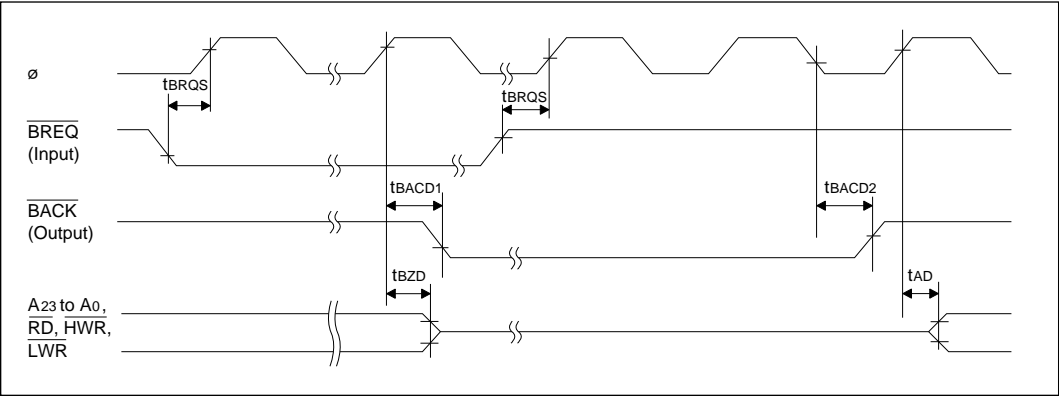 ø
tBRQS
tBRQS
BREQ
(Input)
tBACD1
tBACD2
BACK
(Output)
tBZD
tAD
A23 to A0,
RD, HWR,
LWR